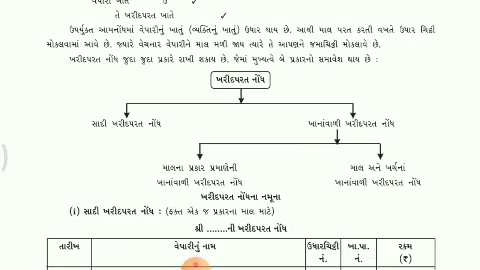 વેપારી ખાતે ઉ ✓
તે ખરીદપરત ખાતે ✓
ઉપર્યુક્ત આમનોંધમાં વેપારીનું ખાતું (વ્યક્તિનું ખાતું) ઉધાર થાય છે. આથી માલ પરત કરતી વખતે ઉધાર ચિઠ્ઠી
મોકલવામાં આવે છે. જ્યારે વેચનાર વેપારીને માલ મળી જાય ત્યારે તે આપણને જમાચિઠ્ઠી મોકલાવે છે.
ખરીદપરત નોંધ જુદા જુદા પ્રકારે રાખી શકાય છે. જેમાં મુખ્યત્વે બે પ્રકારનો સમાવેશ થાય છે :
ખરીદપરત નોંધ
સાદી ખરીદપરત નોંધ ખાનાંવાળી ખરીદપરત નોંધ
માલના પ્રકાર પ્રમાણેની માલ અને ખર્ચનાં
ખાનાંવાળી ખરીદપરત નોંધ ખાનાંવાળી ખરીદપરત નોંધ
ખરીદપરત નોંધના નમૂના
(i) સાદી ખરીદપરત નોંધ : (ફક્ત એક જ પ્રકારના માલ માટે)
શ્રી ........ની ખરીદપરત નોંધ
તારીખ વેપારીનું નામ ઉધારચિઠ્ઠી ખા.પા. રકમ
નં. નં. (₹)